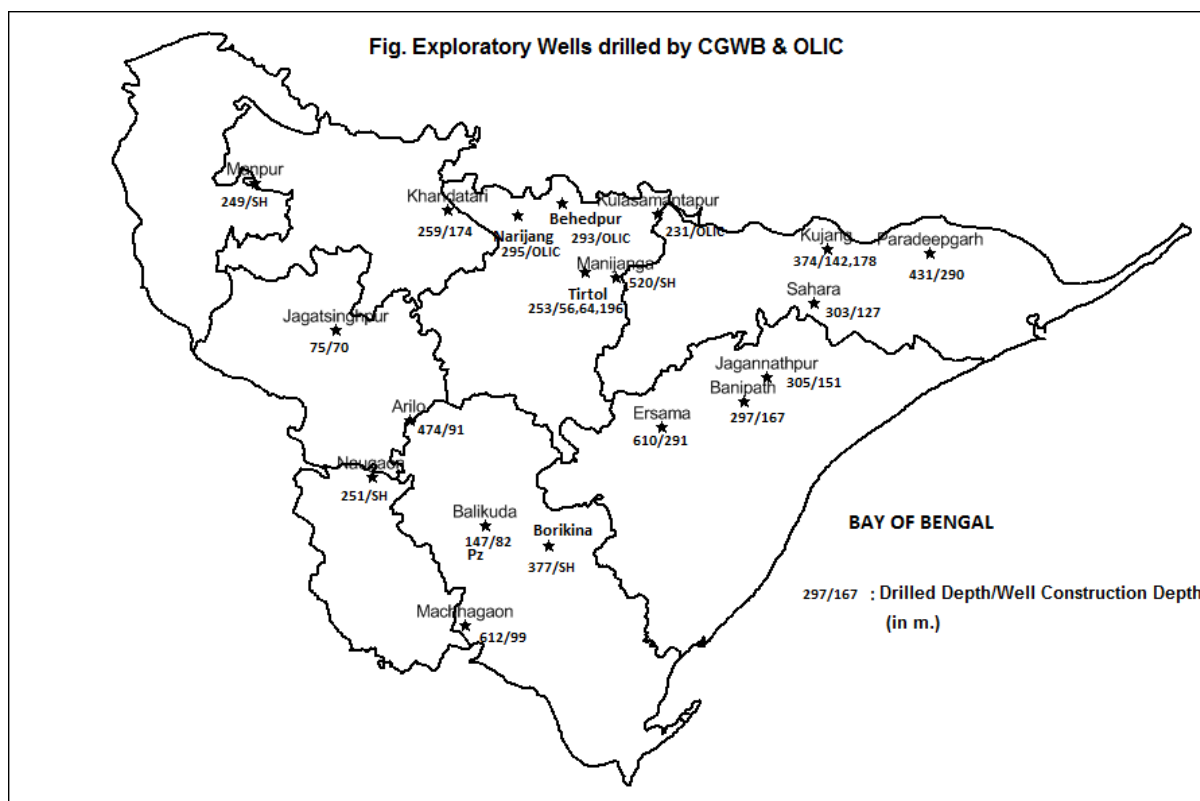 Fig. Exploratory Wells drilled by CGWB & OLIC
Manpur
249/SH
Khandatari
259/174
Narijang
295/OLIC
Behedpur
293/OLIC
Kulasamantapur
231/OLIC
Kujang
374/142,178
Paradeepgarh
431/290
Manijanga
520/SH
Tirtol
253/56,64,196
Sahara
303/127
Jagatsinghpur
75/70
Jagannathpur
305/151
Banipath
297/167
Arilo
474/91
Ersama
610/291
Naugaon
251/SH
Balikuda
147/82
Pz
Borikina
377/SH
BAY OF BENGAL
297/167 : Drilled Depth/Well Construction Depth
(in m.)
Machhagaon
612/99